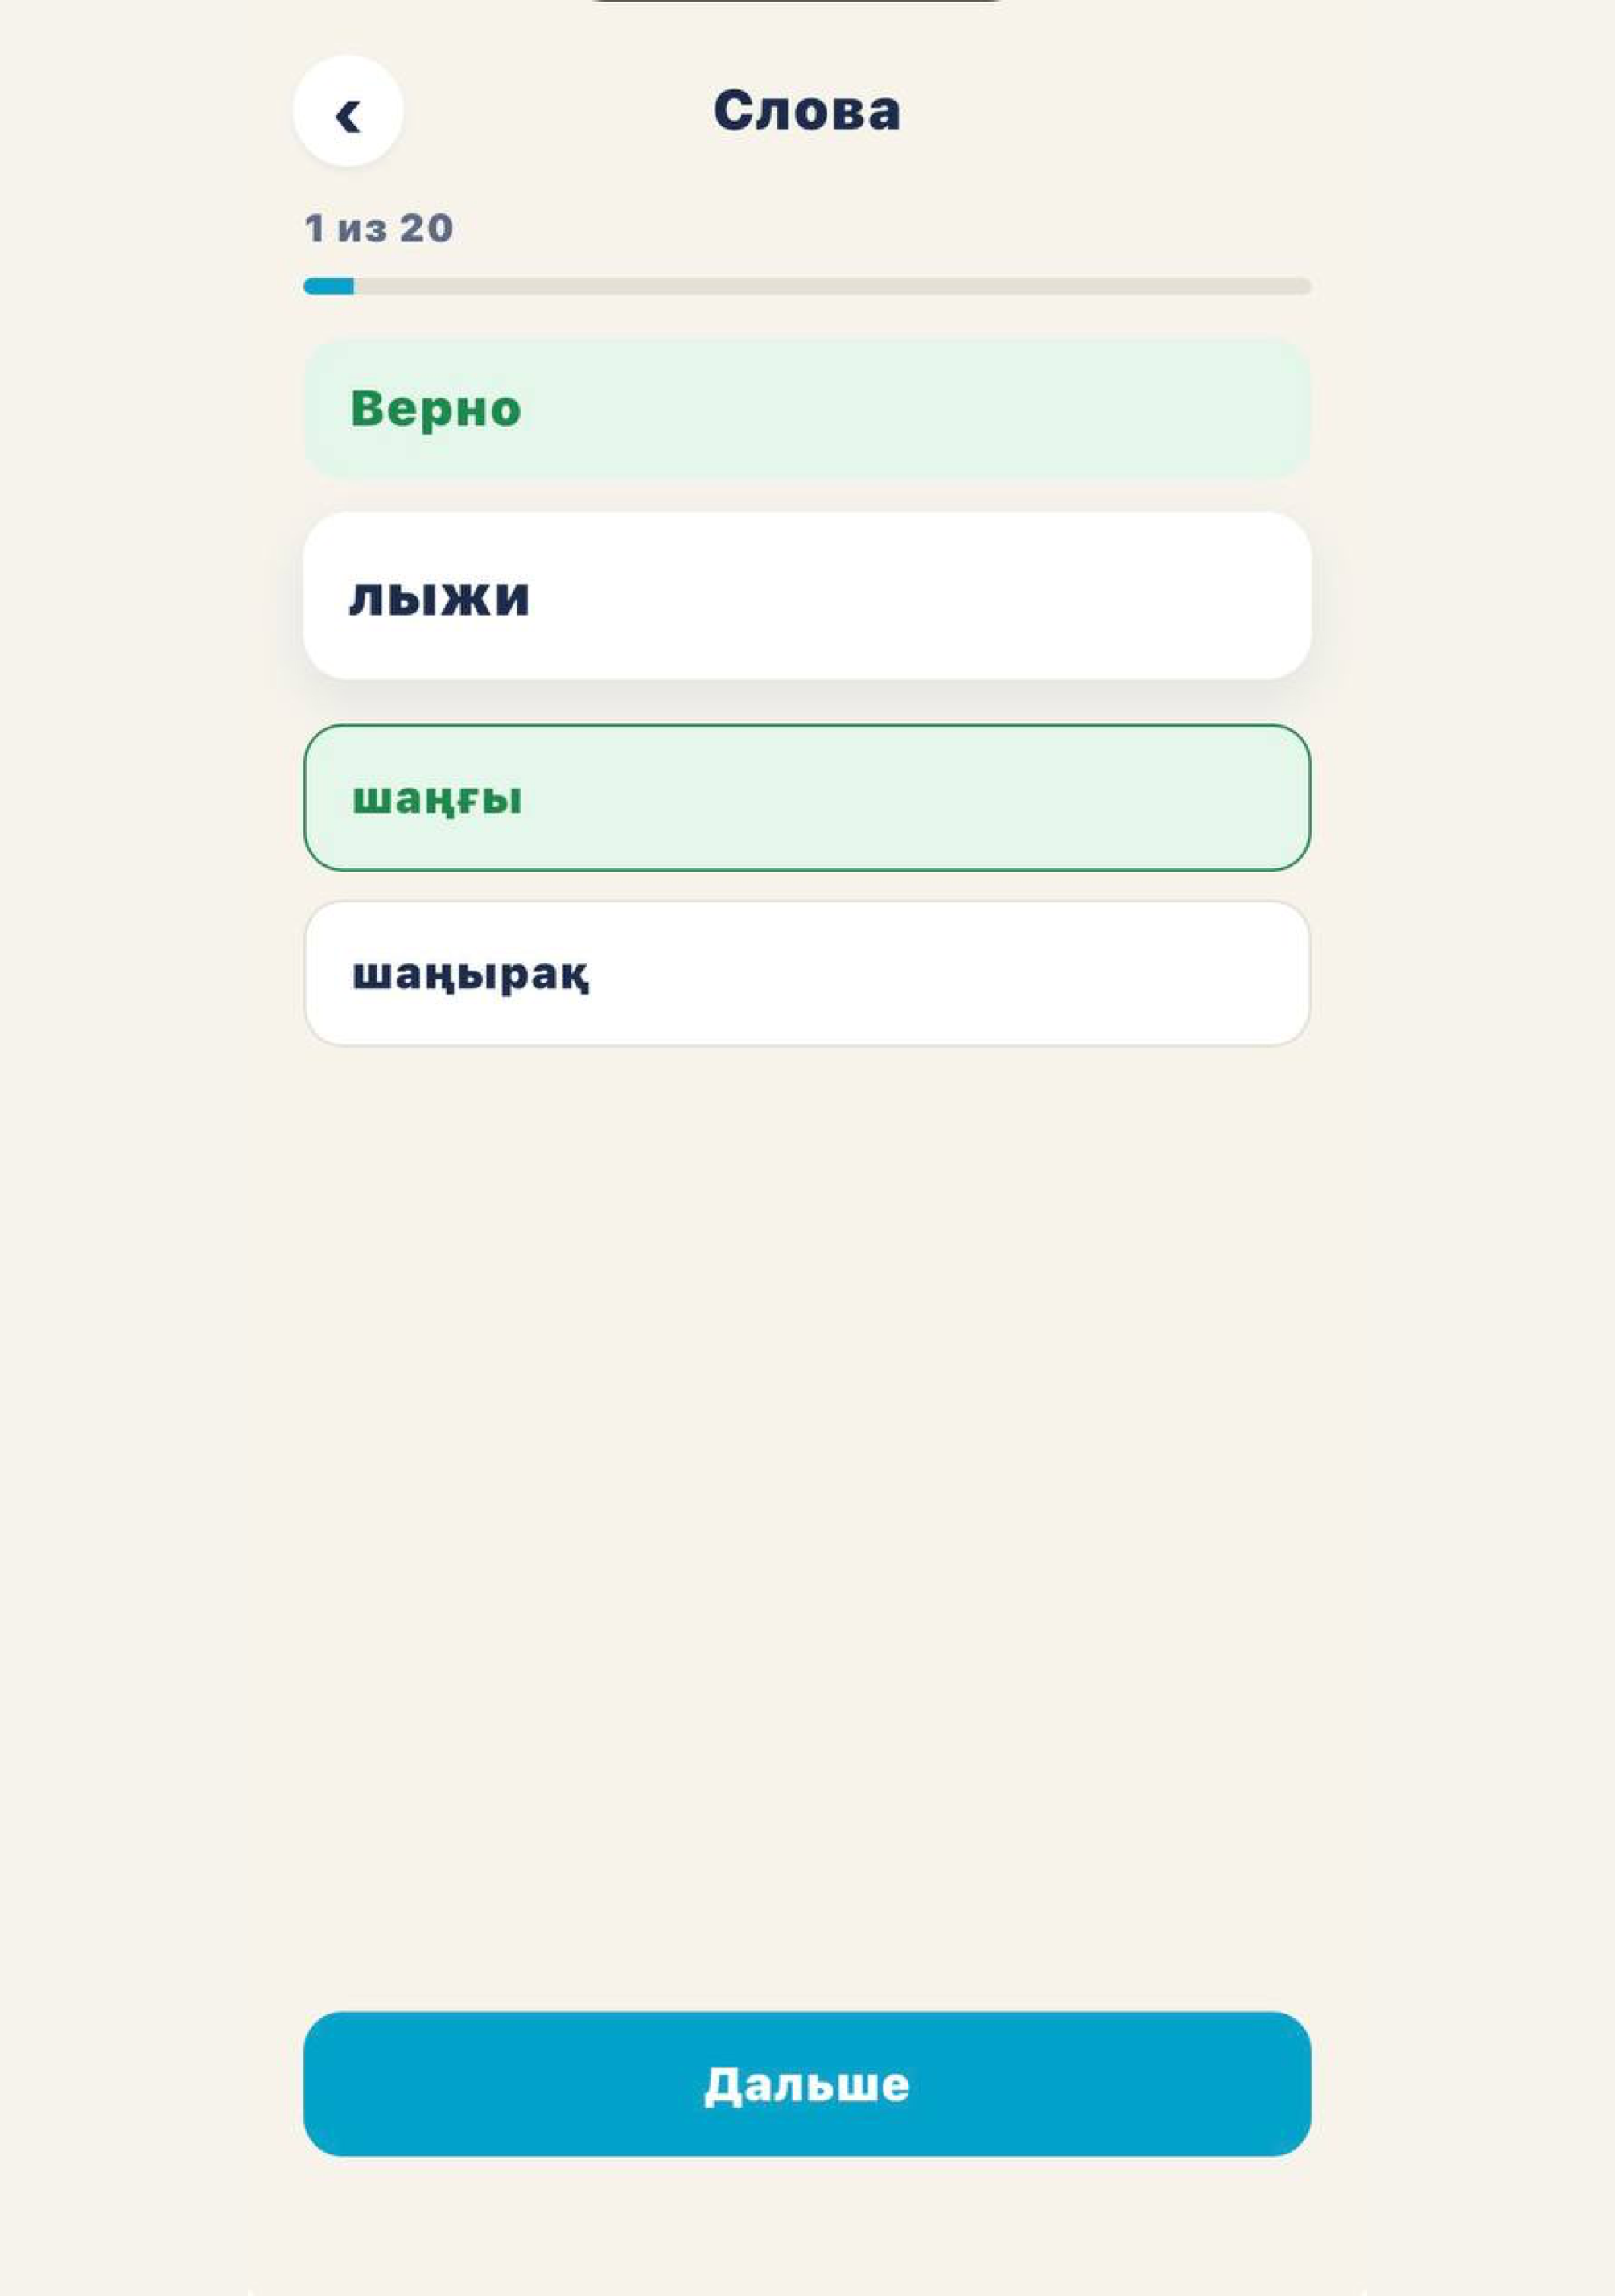 Слова
1 из 20
Верно
лыжи
шаңғы
шаңырақ
Дальше